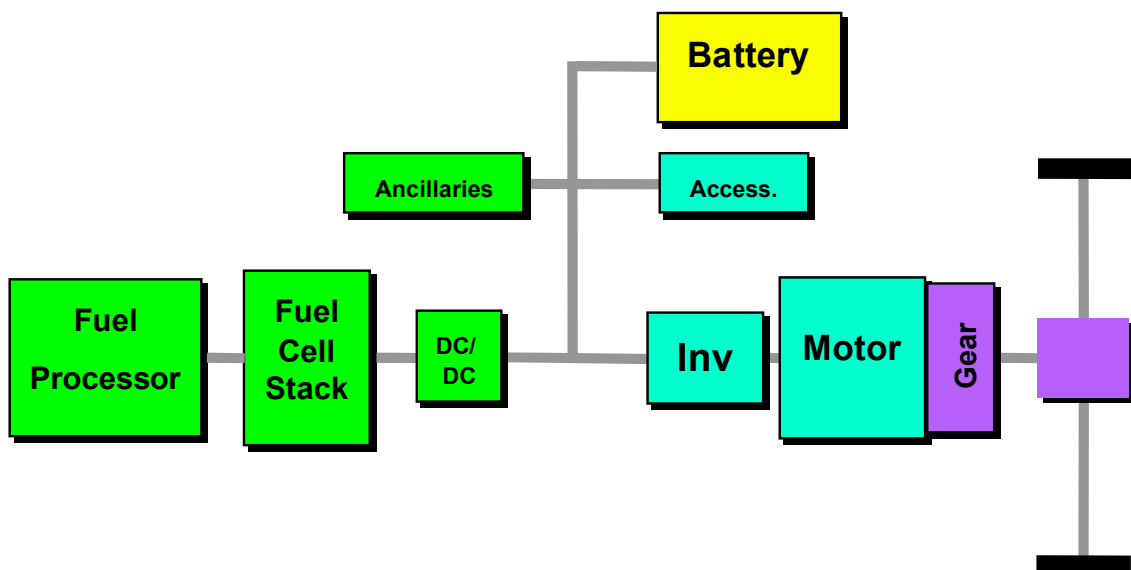 Battery
Ancillaries
Access.
Fuel
Processor
Fuel
Cell
Stack
DC/
DC
Inv
Motor
Gear